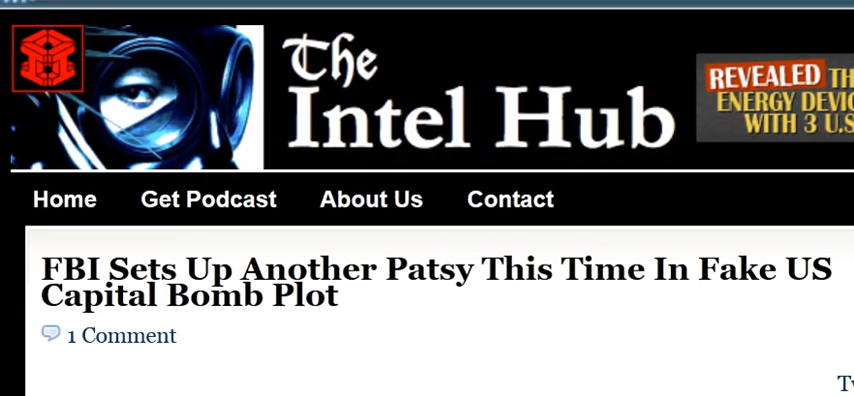 The
Intel Hub
REVEALED
ENERGY
WITH 3 U.S
Home Get Podcast About Us Contact
FBI Sets Up Another Patsy This Time In Fake US
Capital Bomb Plot
1 Comment